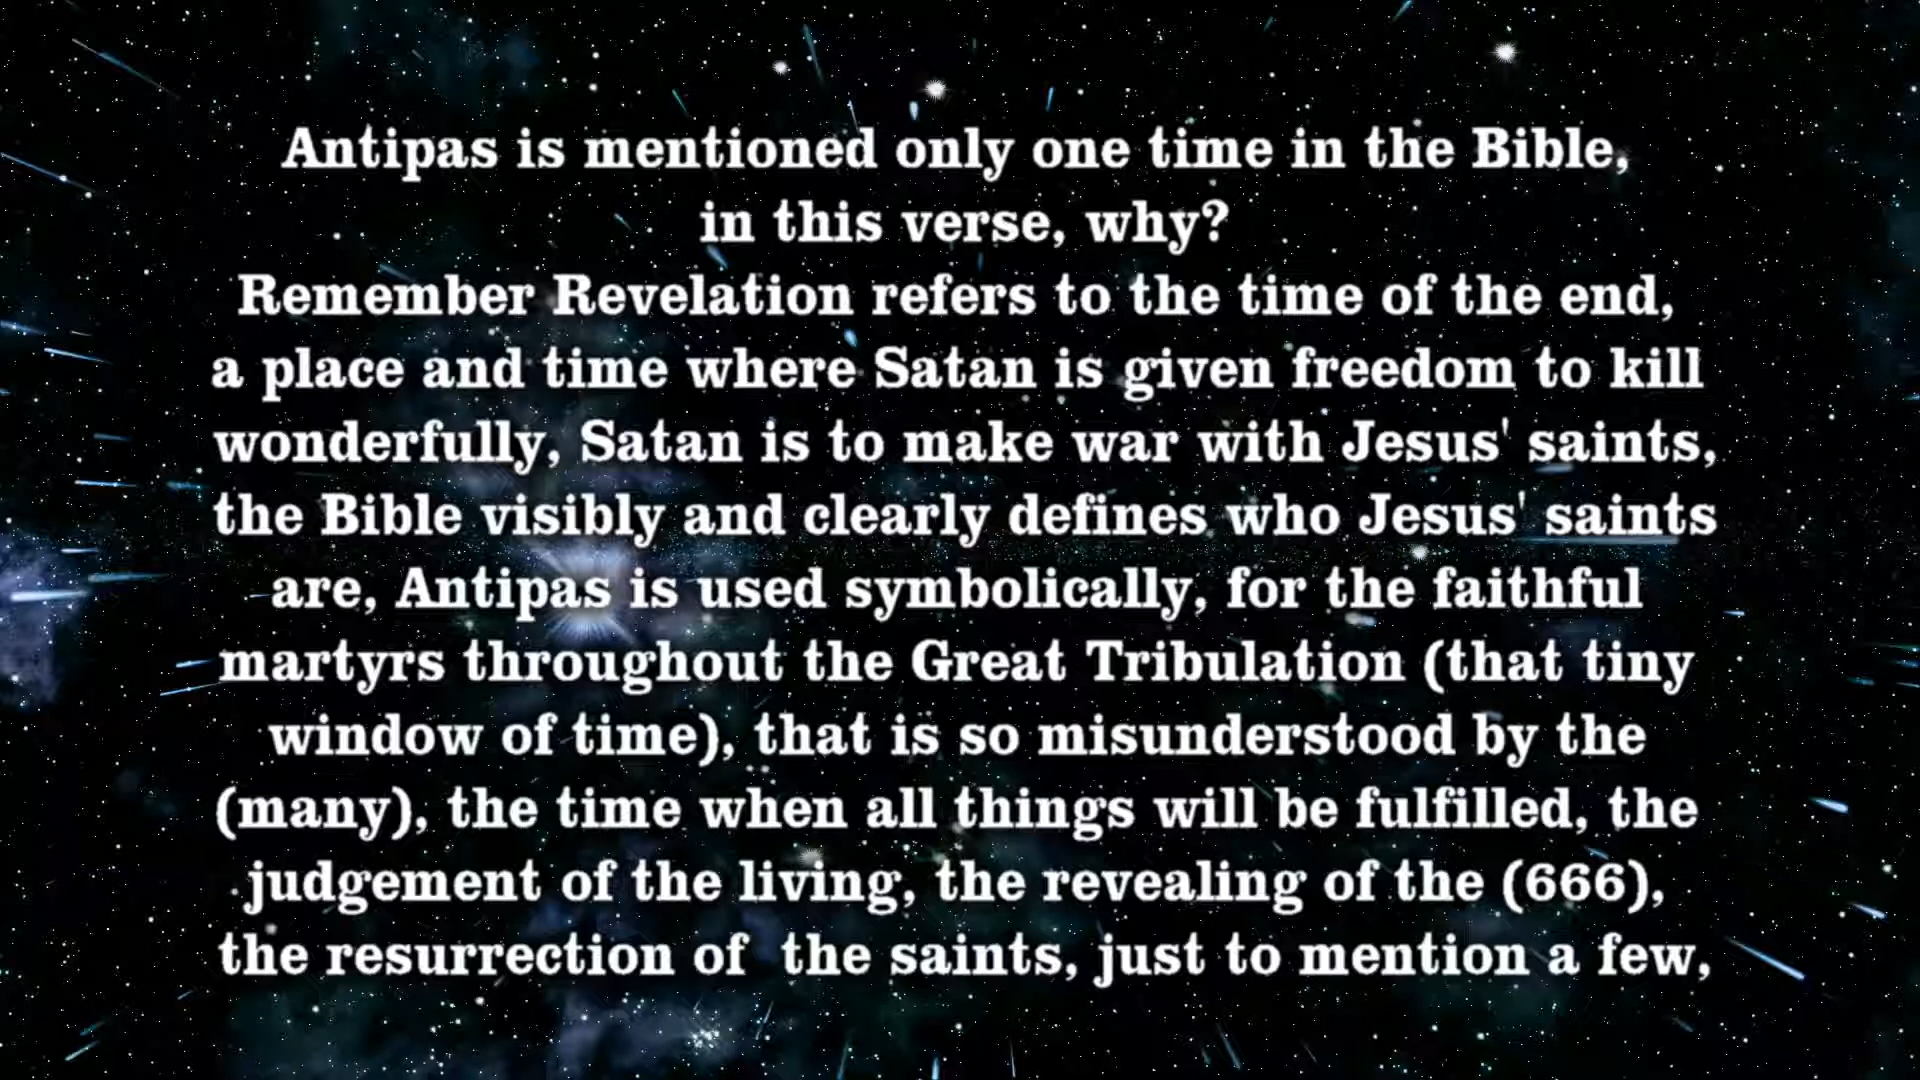 Antipas is mentioned only one time in the Bible,
in this verse, why?
Remember Revelation refers to the time of the end,
a place and time where Satan is given freedom to kill
wonderfully, Satan is to make war with Jesus' saints,
the Bible visibly and clearly defines who Jesus' saints
are, Antipas is used symbolically, for the faithful
martyrs throughout the Great Tribulation (that tiny
window of time), that is so misunderstood by the
(many), the time when all things will be fulfilled, the
judgement of the living, the revealing of the (666),
the resurrection of  the saints, just to mention a few,